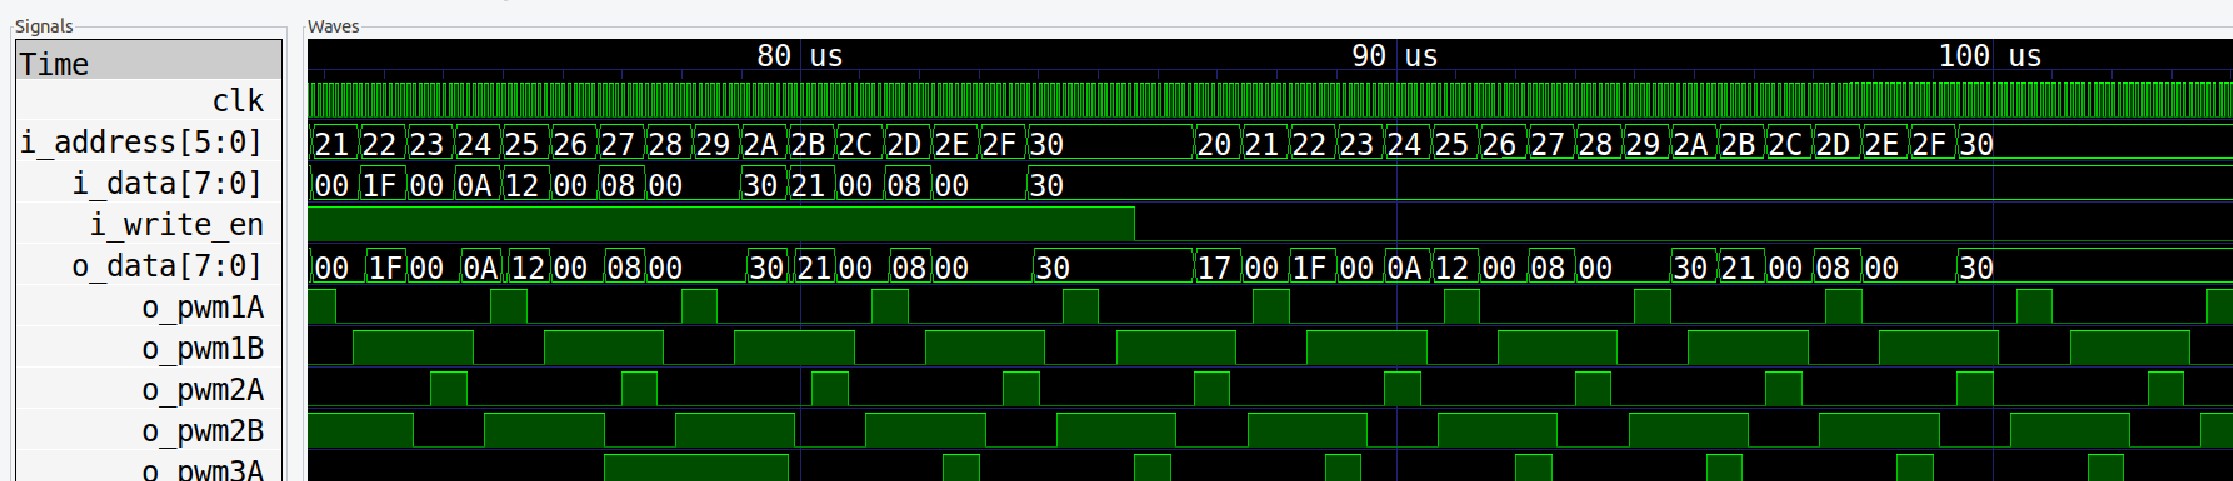 Signals Waves
Time 80 us 90 us 100 us
clk
i_address[5:0] 21 22 23 24 25 26 27 28 29 2A 2B 2C 2D 2E 2F 30 20 21 22 23 24 25 26 27 28 29 2A 2B 2C 2D 2E 2F 30
i_data[7:0] 00 1F 00 0A 12 00 08 00 30 21 00 08 00 30
i_write_en
o_data[7:0] 00 1F 00 0A 12 00 08 00 30 21 00 08 00 30 17 00 1F 00 0A 12 00 08 00 30 21 00 08 00 30
o_pwm1A
o_pwm1B
o_pwm2A
o_pwm2B
o_pwm3A